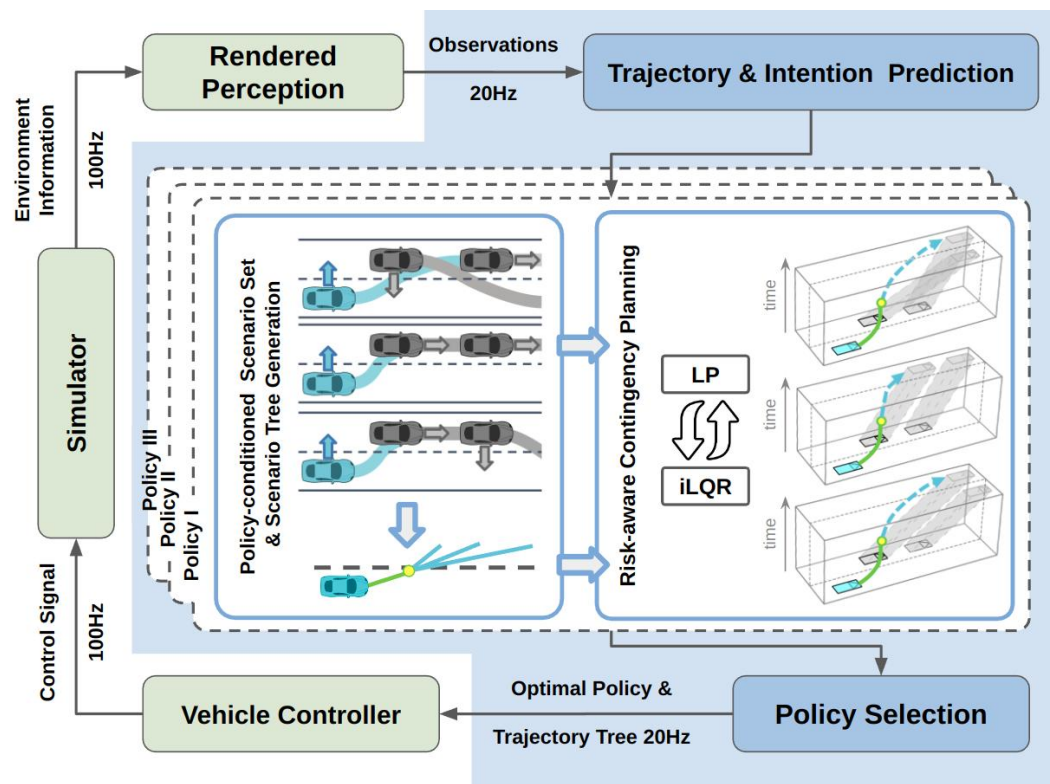 Rendered
Perception
Observations
20Hz
Trajectory & Intention Prediction
Environment
Information
100Hz
Simulator
Control Signal
100Hz
Policy III
Policy II
Policy I
Policy-conditioned Scenario Set
& Scenario Tree Generation
Risk-aware Contingency Planning
LP
iLQR
time
time
time
Vehicle Controller
Optimal Policy &
Trajectory Tree 20Hz
Policy Selection